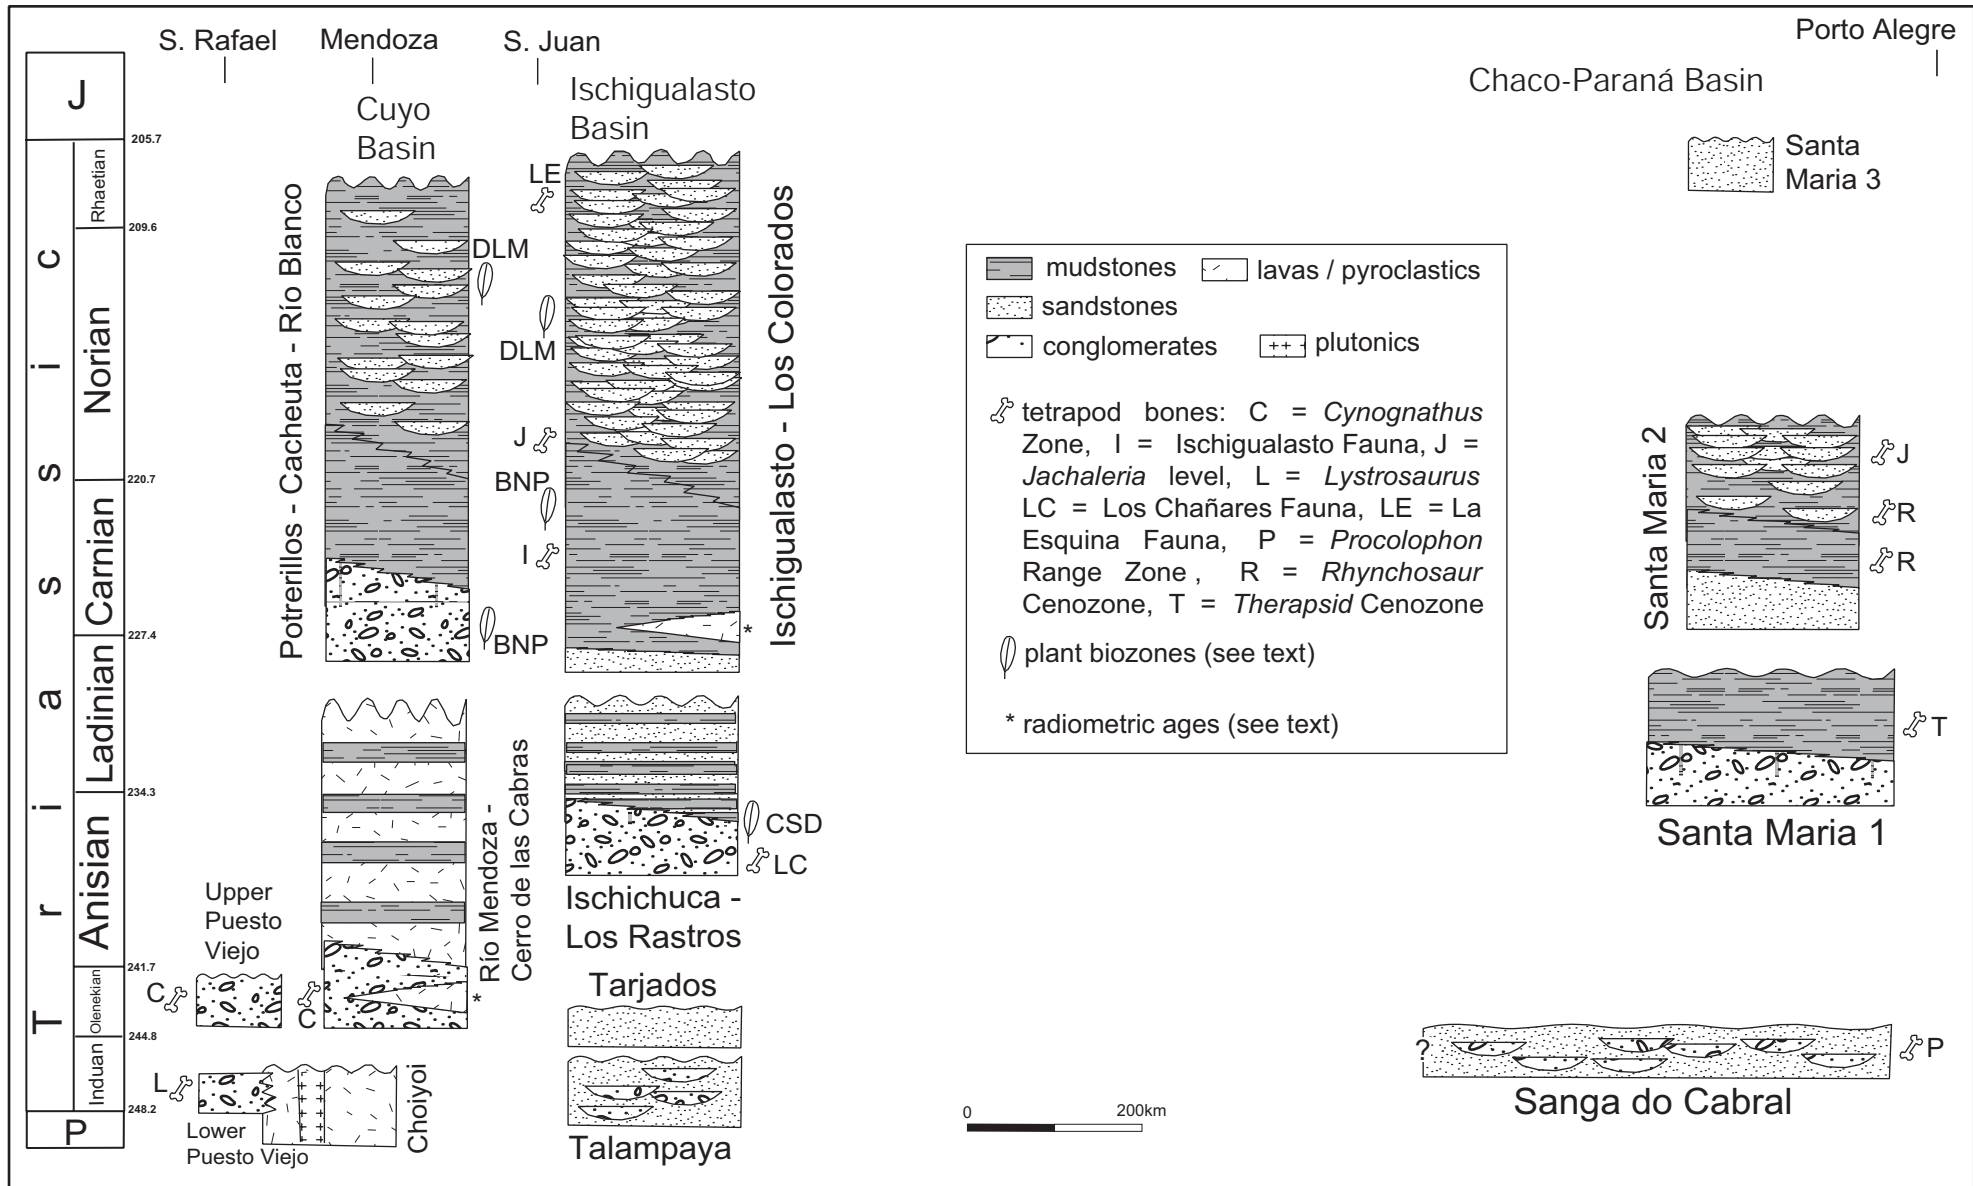 S. Rafael
Mendoza
S. Juan
Porto Alegre
Cuyo
Basin
Ischigualasto
Basin
Chaco-Paraná Basin
J
Triassic
P
Rhaetian
Norian
Carnian
Ladinian
Anisian
Olenekian
Induan
205.7
209.6
220.7
227.4
234.3
241.7
244.8
248.2
Potrerillos - Cacheuta - Río Blanco
DLM
BNP
LE
DLM
J
BNP
I
*
Ischigualasto - Los Colorados
Río Mendoza -
Cerro de las Cabras
*
CSD
LC
Ischichuca -
Los Rastros
Tarjados
Talampaya
Upper
Puesto
Viejo
C
C
L
Lower
Puesto Viejo
Choiyoi
mudstones
lavas / pyroclastics
sandstones
conglomerates
plutonics
tetrapod bones: C = Cynognathus
Zone, I = Ischigualasto Fauna, J =
Jachaleria level, L = Lystrosaurus
LC = Los Chañares Fauna, LE = La
Esquina Fauna, P = Procolophon
Range Zone , R = Rhynchosaur
Cenozone, T = Therapsid Cenozone
plant biozones (see text)
* radiometric ages (see text)
0
200km
Santa
Maria 3
Santa Maria 2
J
R
R
T
Santa Maria 1
?
P
Sanga do Cabral